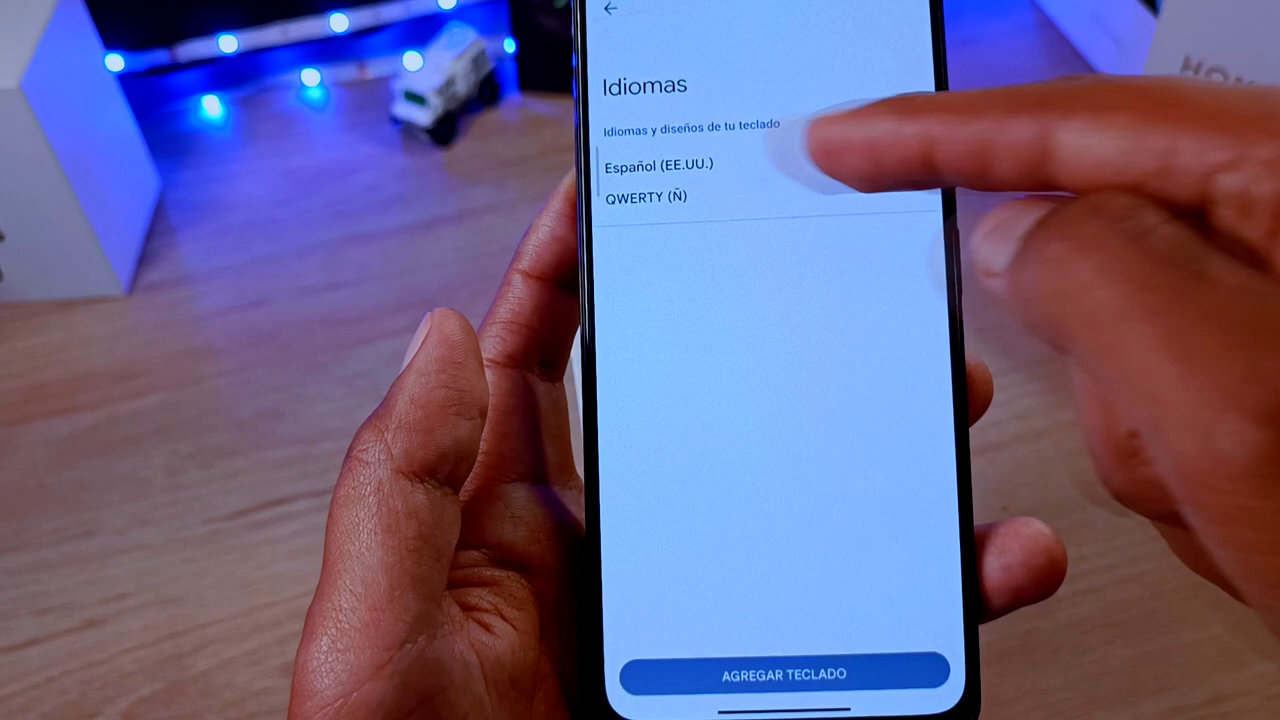 Idiomas
Idiomas y diseños de tu teclado
Español (EE.UU.)
QWERTY (Ñ)
AGREGAR TECLADO